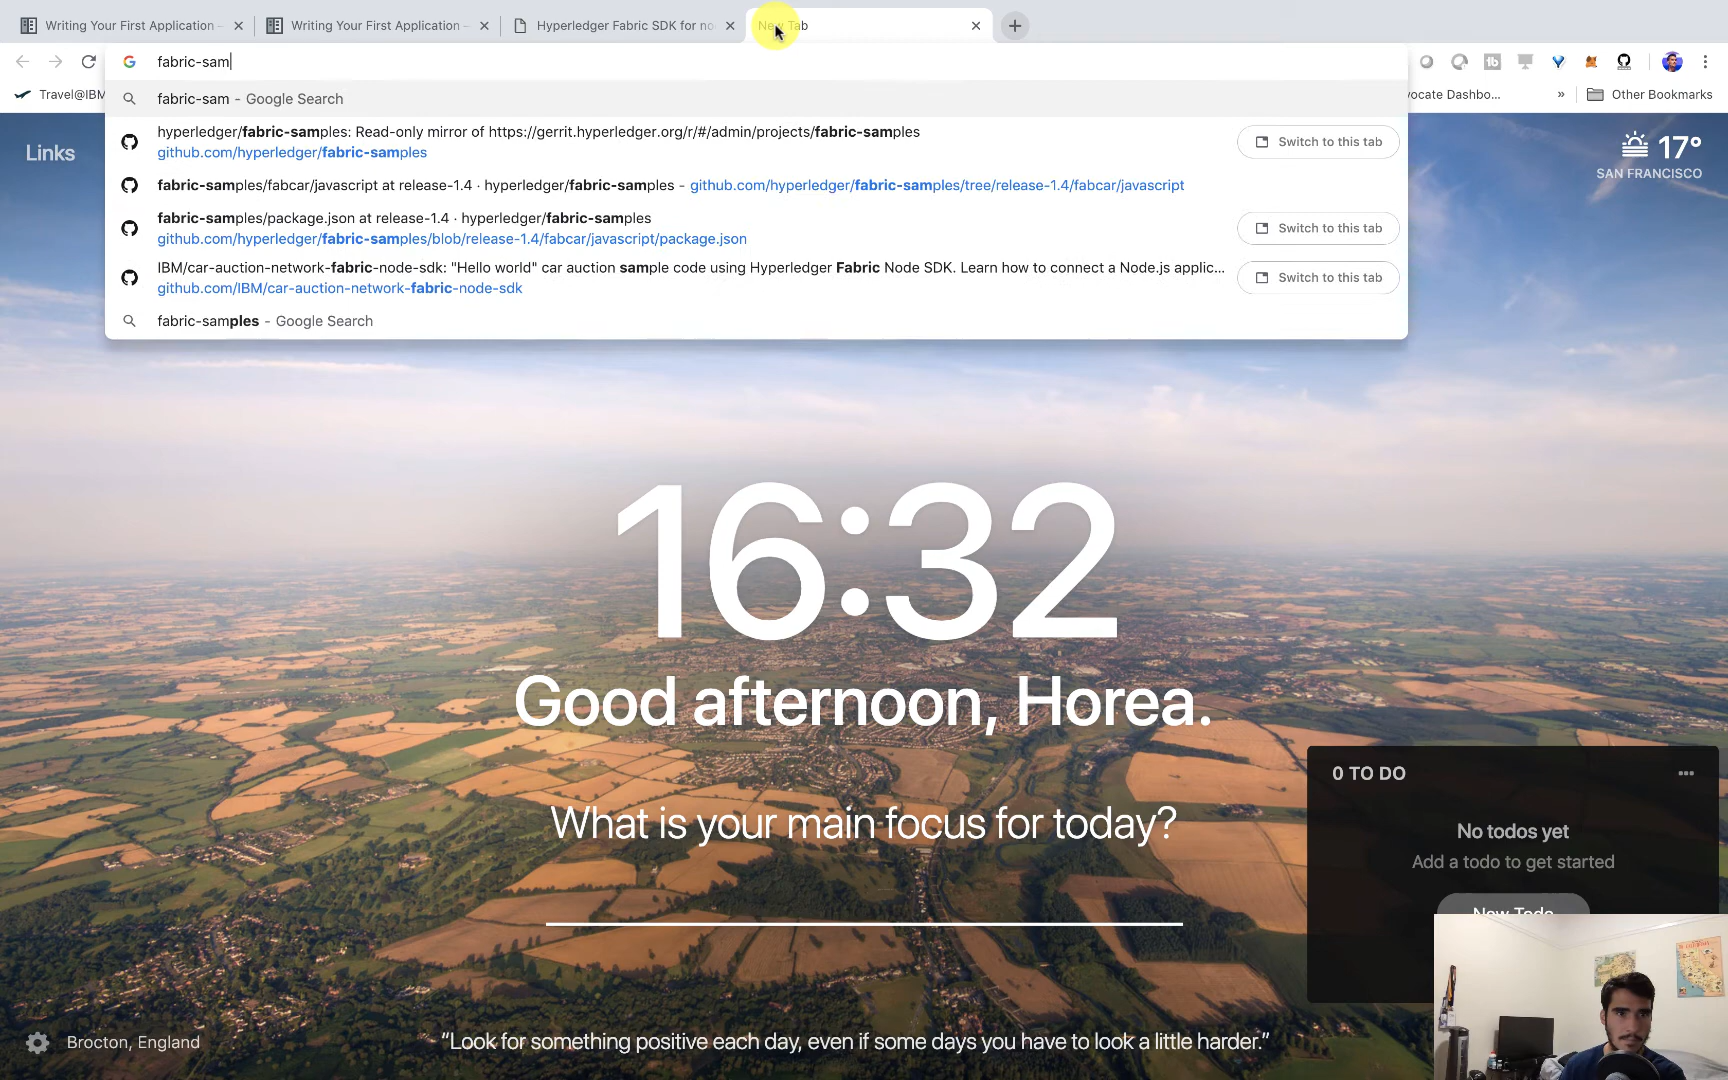 Writing Your First Application –
Writing Your First Application –
Hyperledger Fabric SDK for no
New Tab
fabric-sam
Travel@IBM
vocate Dashbo...
»
Other Bookmarks
fabric-sam - Google Search
hyperledger/fabric-samples: Read-only mirror of https://gerrit.hyperledger.org/r/#/admin/projects/fabric-samples
github.com/hyperledger/fabric-samples
Switch to this tab
fabric-samples/fabcar/javascript at release-1.4 · hyperledger/fabric-samples - github.com/hyperledger/fabric-samples/tree/release-1.4/fabcar/javascript
fabric-samples/package.json at release-1.4 · hyperledger/fabric-samples
github.com/hyperledger/fabric-samples/blob/release-1.4/fabcar/javascript/package.json
Switch to this tab
IBM/car-auction-network-fabric-node-sdk: "Hello world" car auction sample code using Hyperledger Fabric Node SDK. Learn how to connect a Node.js applic...
github.com/IBM/car-auction-network-fabric-node-sdk
Switch to this tab
fabric-samples - Google Search
Links
17°
SAN FRANCISCO
16:32
Good afternoon, Horea.
What is your main focus for today?
0 TO DO
No todos yet
Add a todo to get started
New Todo
Brocton, England
“Look for something positive each day, even if some days you have to look a little harder.”